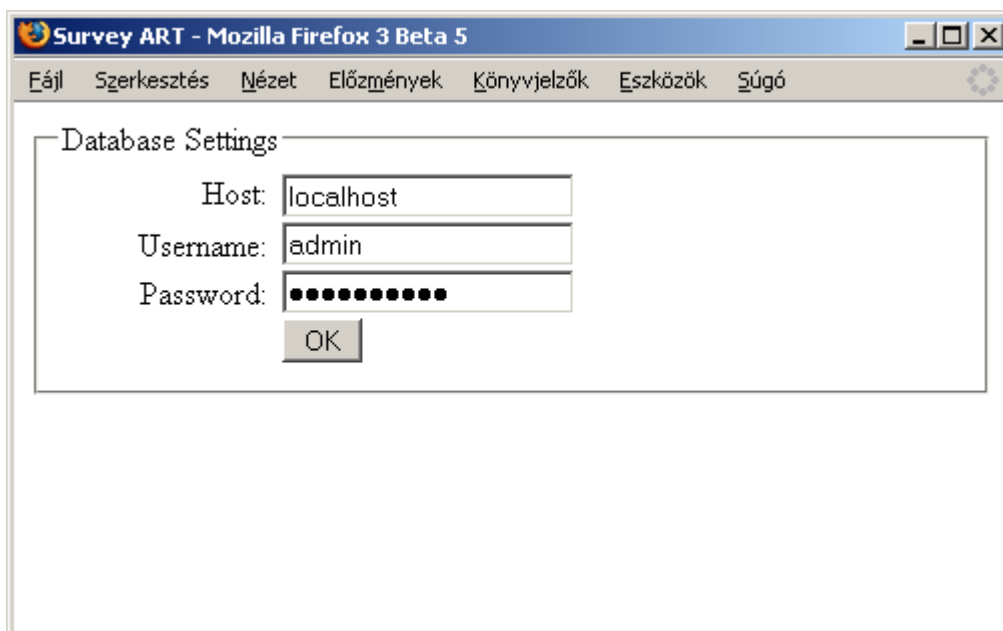 Survey ART - Mozilla Firefox 3 Beta 5
Fájl Szerkesztés Nézet Előzmények Könyvjelzők Eszközök Súgó
Database Settings
Host: localhost
Username: admin
Password: ●●●●●●●●●●
OK